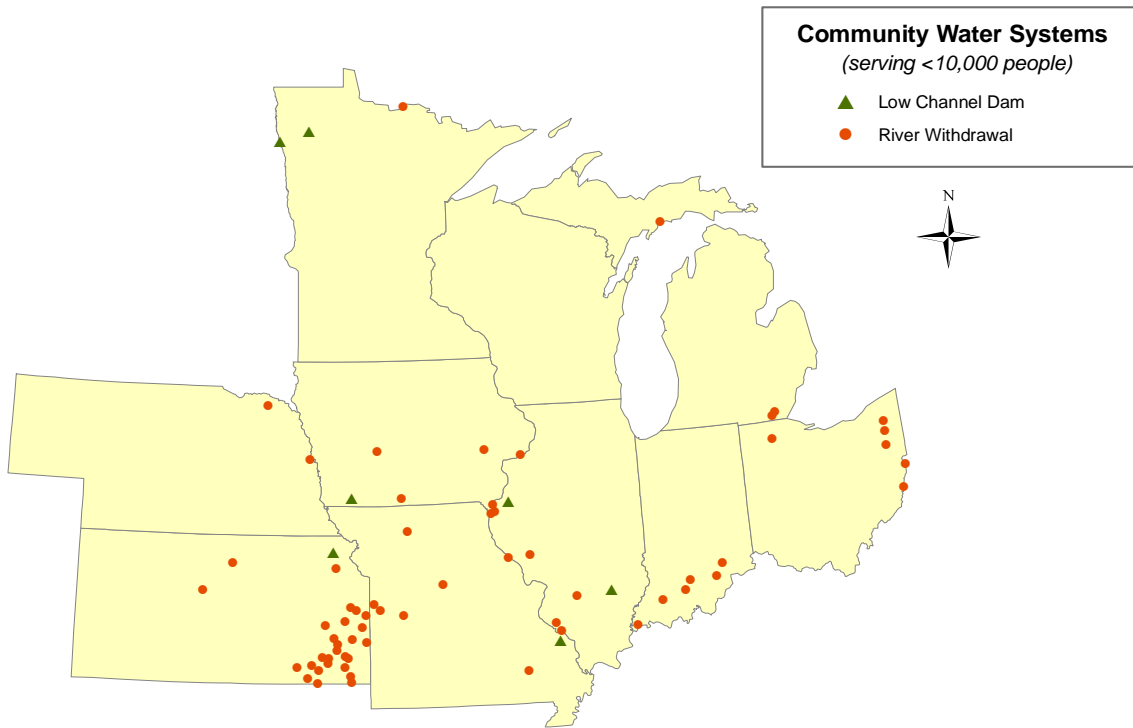 Community Water Systems
(serving <10,000 people)
Low Channel Dam
River Withdrawal
N